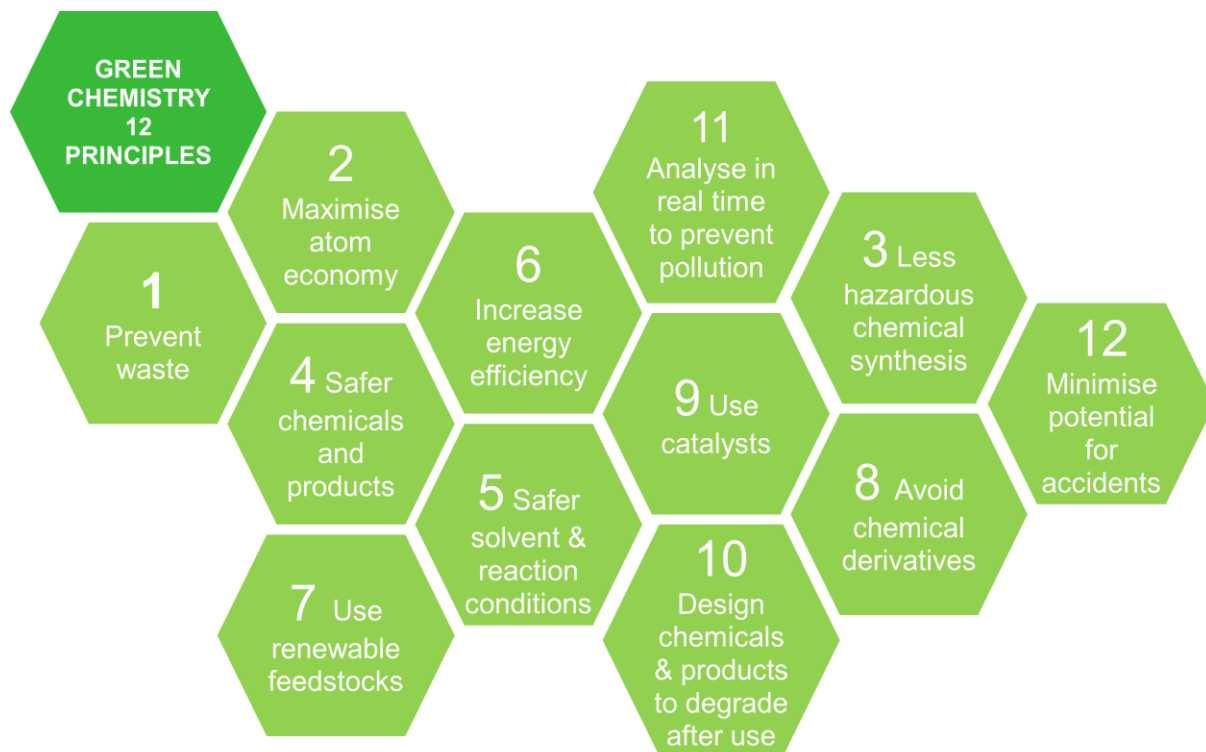 GREEN
CHEMISTRY
12
PRINCIPLES
1
Prevent
waste
2
Maximise
atom
economy
3 Less
hazardous
chemical
synthesis
4 Safer
chemicals
and
products
5 Safer
solvent &
reaction
conditions
6
Increase
energy
efficiency
7 Use
renewable
feedstocks
8 Avoid
chemical
derivatives
9 Use
catalysts
10
Design
chemicals
& products
to degrade
after use
11
Analyse in
real time
to prevent
pollution
12
Minimise
potential
for
accidents